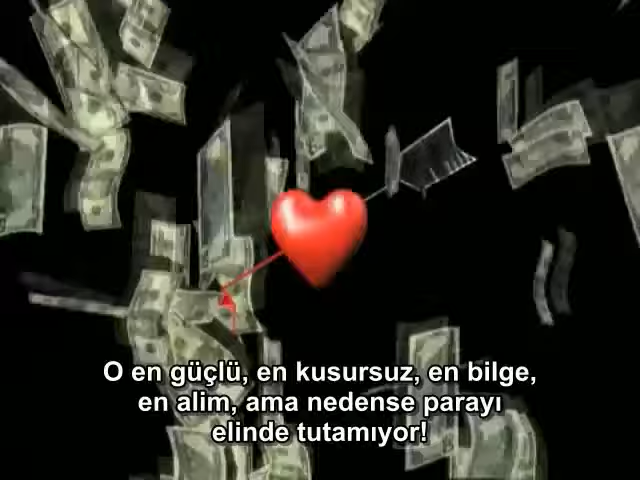 O en güçlü, en kusursuz, en bilge,
en alim, ama nedense parayı
elinde tutamıyor!